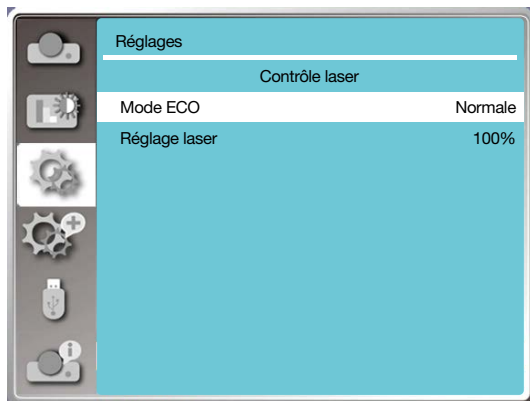 Réglages
Contrôle laser
Mode ECO Normale
Réglage laser 100%